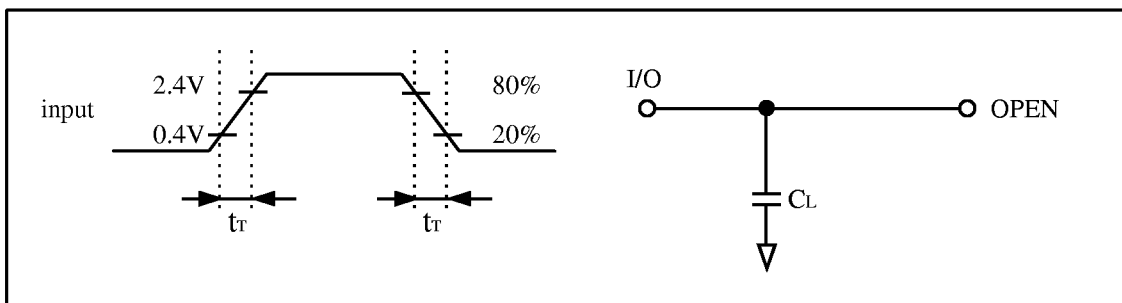 2.4V 80%
input
0.4V 20%
tT tT
I/O
OPEN
CL